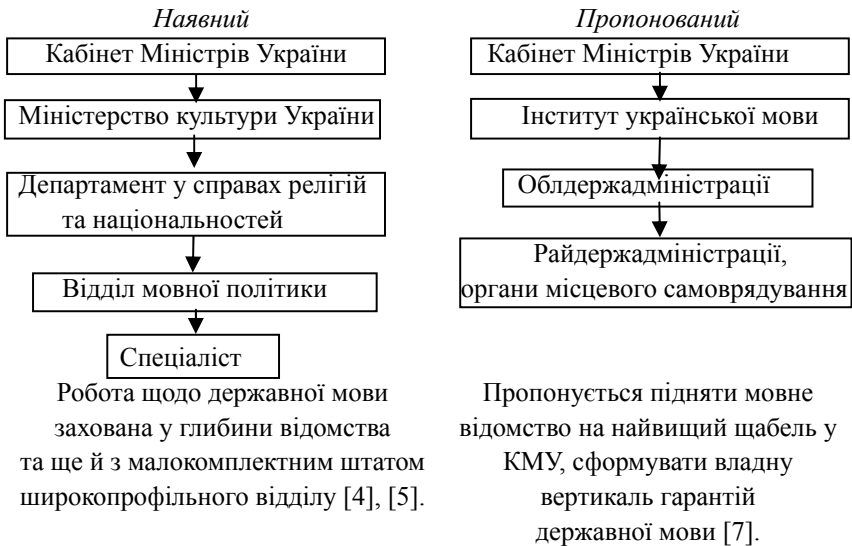 Наявний
Кабінет Міністрів України
Міністерство культури України
Департамент у справах релігій
та національностей
Відділ мовної політики
Спеціаліст
Робота щодо державної мови
захована у глибини відомства
та ще й з малокомплектним штатом
широкопрофільного відділу [4], [5].
Пропонований
Кабінет Міністрів України
Інститут української мови
Облдержадміністрації
Райдержадміністрації,
органи місцевого самоврядування
Пропонується підняти мовне
відомство на найвищий щабель у
КМУ, сформувати владну
вертикаль гарантій
державної мови [7].